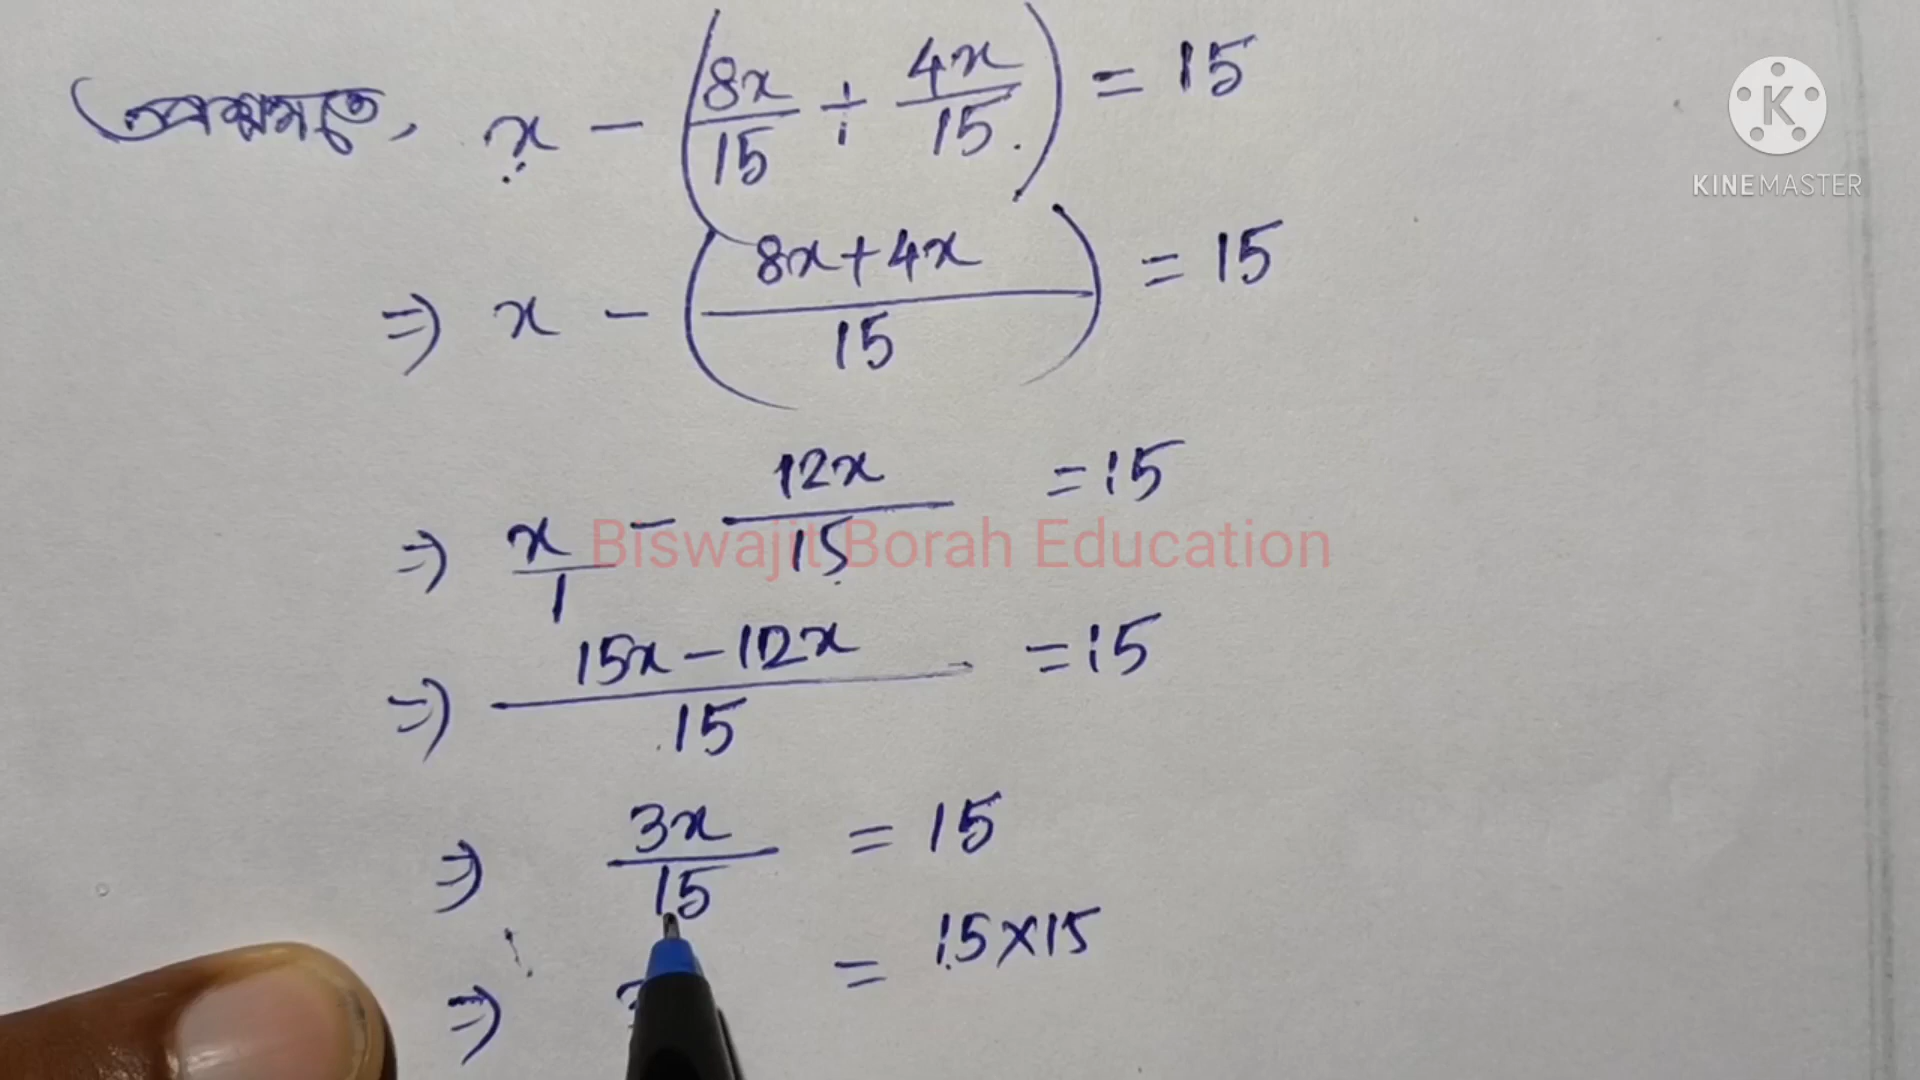 প্ৰশ্নমতে, x − (8x/15 + 4x/15) = 15
K
KINEMASTER
⇒ x − (8x+4x/15) = 15
⇒ x/1 − 12x/15 = 15
Biswajit Borah Education
⇒ 15x−12x/15 = 15
⇒ 3x/15 = 15
⇒ = 15×15